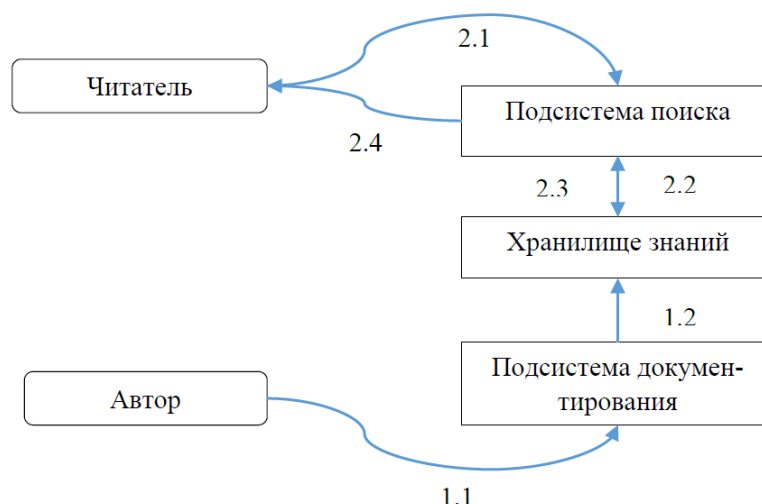 2.1
Читатель
Подсистема поиска
2.4
2.3
2.2
Хранилище знаний
1.2
Подсистема докумен-
тирования
Автор
1.1